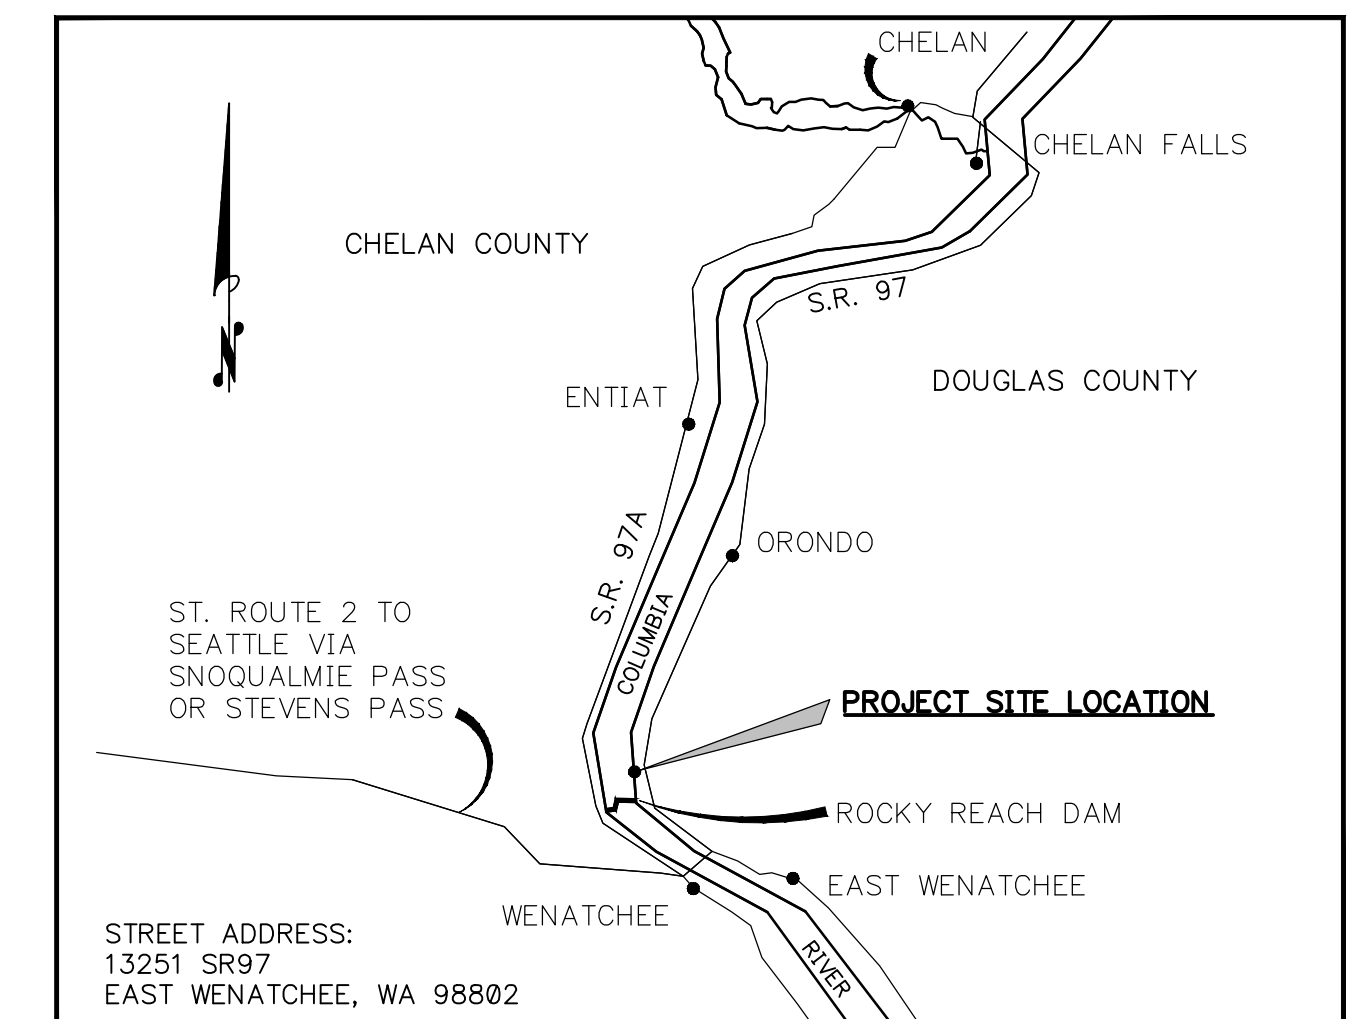 CHELAN
CHELAN FALLS
CHELAN COUNTY
S.R. 97
DOUGLAS COUNTY
ENTIAT
N
S.R. 97A
ORONDO
COLUMBIA
ST. ROUTE 2 TO
SEATTLE VIA
SNOQUALMIE PASS
OR STEVENS PASS
PROJECT SITE LOCATION
ROCKY REACH DAM
EAST WENATCHEE
WENATCHEE
RIVER
STREET ADDRESS:
13251 SR97
EAST WENATCHEE, WA 98802